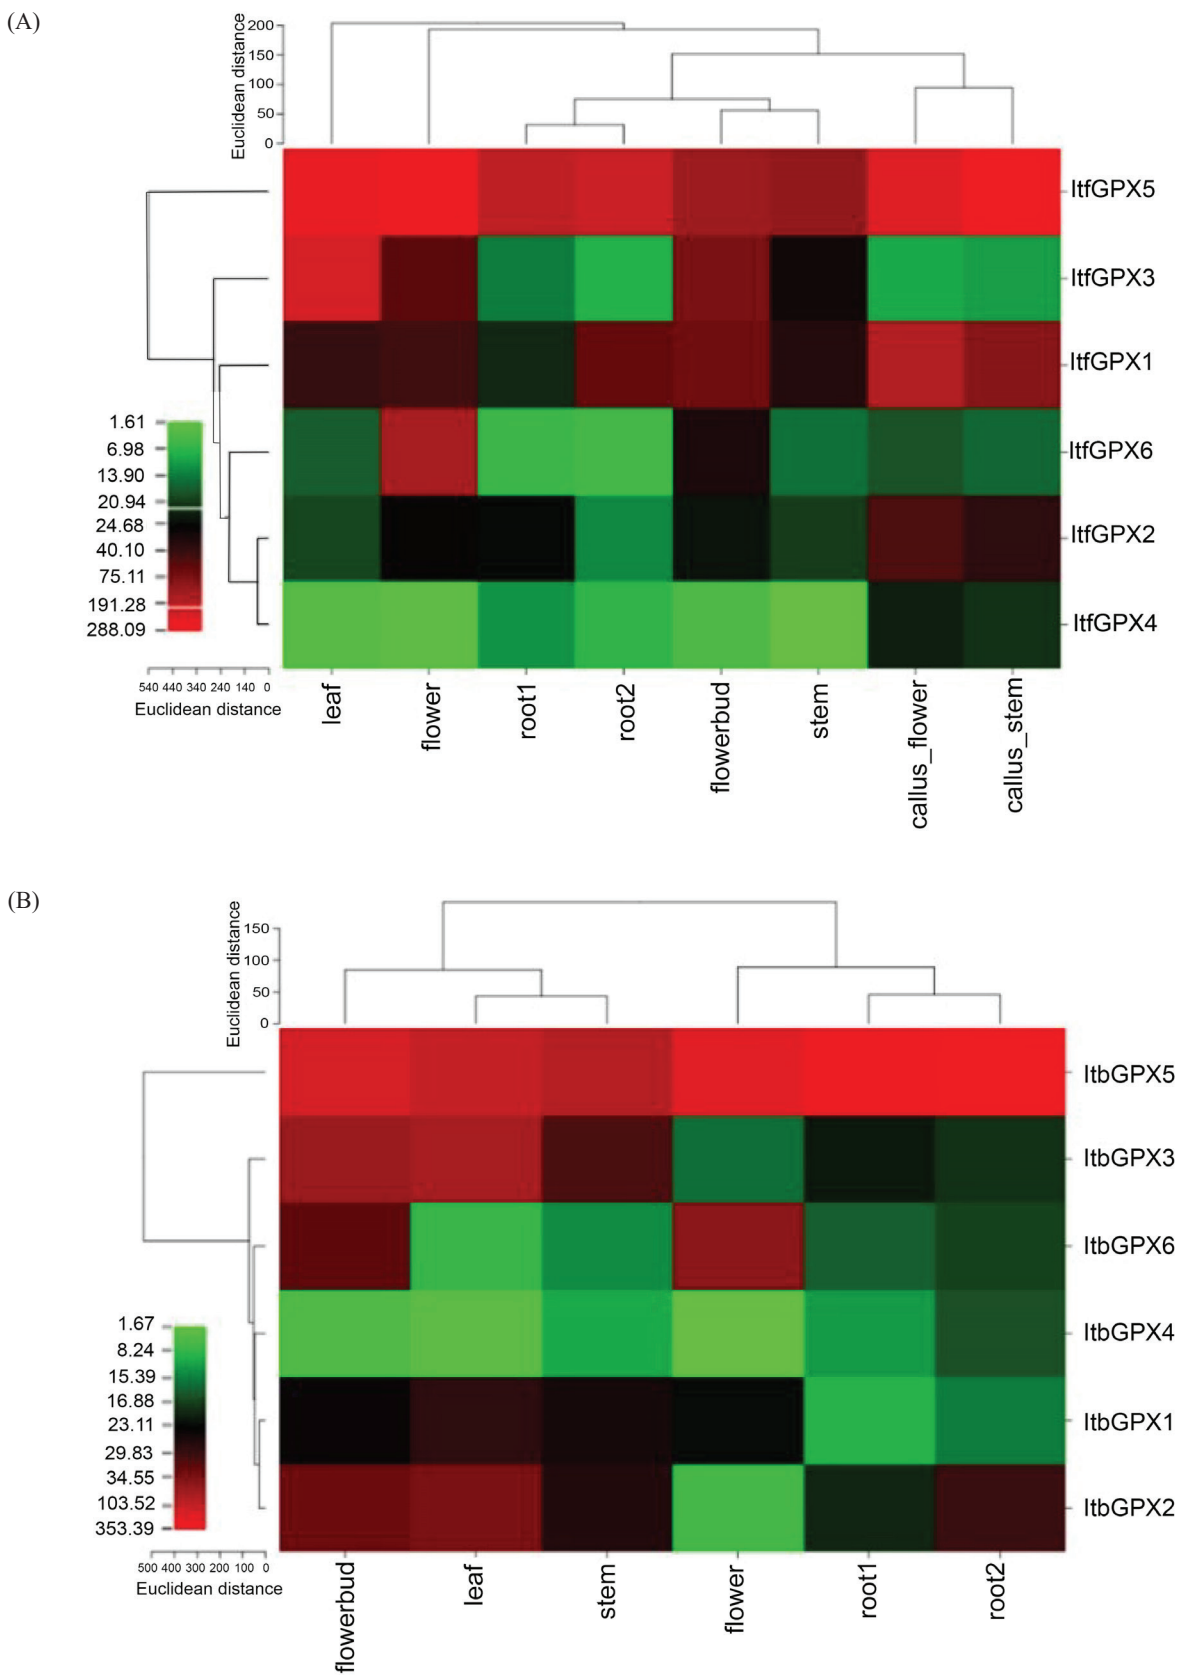 (A)
Euclidean distance
200
150
100
50
0
ItfGPX5
ItfGPX3
ItfGPX1
ItfGPX6
ItfGPX2
ItfGPX4
1.61
6.98
13.90
20.94
24.68
40.10
75.11
191.28
288.09
540 440 340 240 140 0
Euclidean distance
leaf
flower
root1
root2
flowerbud
stem
callus_flower
callus_stem
(B)
Euclidean distance
150
100
50
0
ItbGPX5
ItbGPX3
ItbGPX6
ItbGPX4
ItbGPX1
ItbGPX2
1.67
8.24
15.39
16.88
23.11
29.83
34.55
103.52
353.39
500 400 300 200 100 0
Euclidean distance
flowerbud
leaf
stem
flower
root1
root2